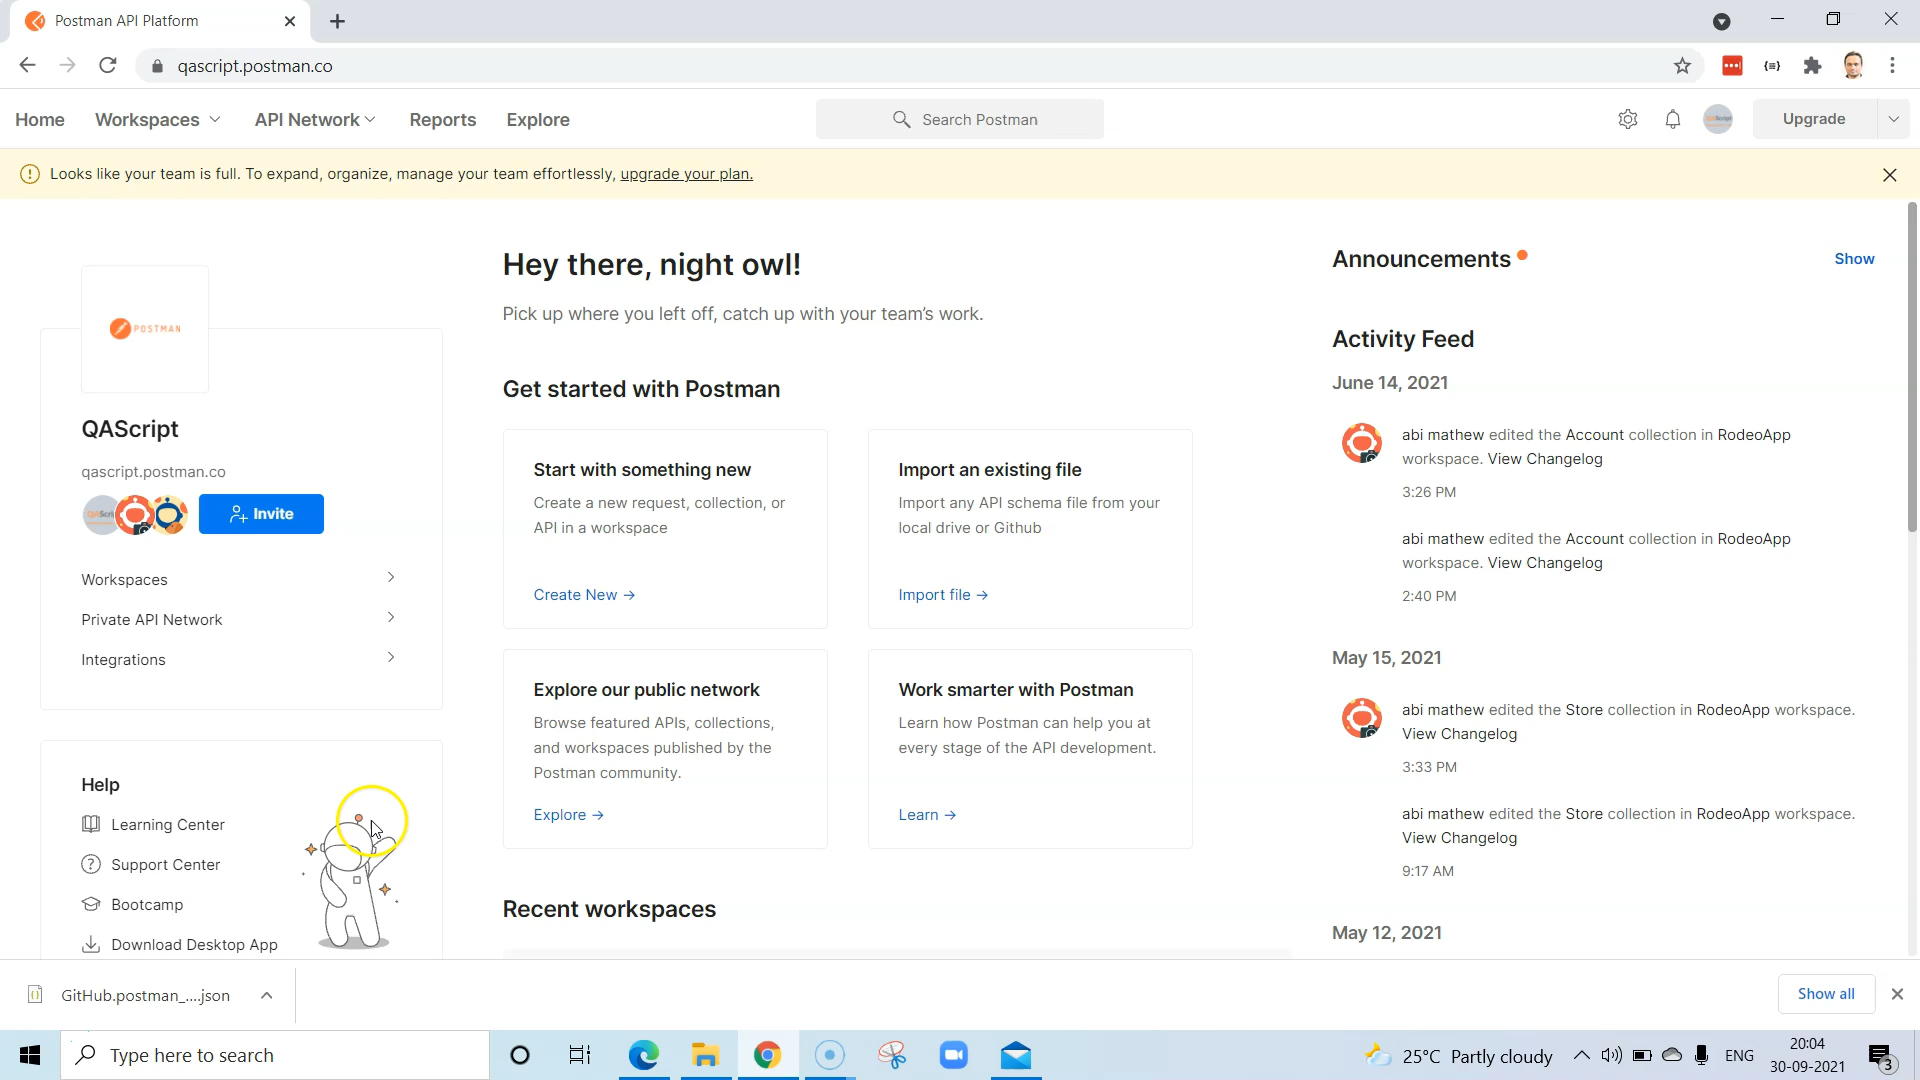 Postman API Platform
qascript.postman.co
Home
Workspaces
API Network
Reports
Explore
Search Postman
Upgrade
Looks like your team is full. To expand, organize, manage your team effortlessly, upgrade your plan.
POSTMAN
QAScript
qascript.postman.co
Invite
Workspaces
Private API Network
Integrations
Help
Learning Center
Support Center
Bootcamp
Download Desktop App
Hey there, night owl!
Pick up where you left off, catch up with your team's work.
Get started with Postman
Start with something new
Create a new request, collection, or
API in a workspace
Create New →
Import an existing file
Import any API schema file from your
local drive or Github
Import file →
Explore our public network
Browse featured APIs, collections,
and workspaces published by the
Postman community.
Explore →
Work smarter with Postman
Learn how Postman can help you at
every stage of the API development.
Learn →
Recent workspaces
Announcements
Show
Activity Feed
June 14, 2021
abi mathew edited the Account collection in RodeoApp
workspace. View Changelog
3:26 PM
abi mathew edited the Account collection in RodeoApp
workspace. View Changelog
2:40 PM
May 15, 2021
abi mathew edited the Store collection in RodeoApp workspace.
View Changelog
3:33 PM
abi mathew edited the Store collection in RodeoApp workspace.
View Changelog
9:17 AM
May 12, 2021
GitHub.postman_....json
Show all
Type here to search
25°C Partly cloudy
ENG
20:04
30-09-2021
3